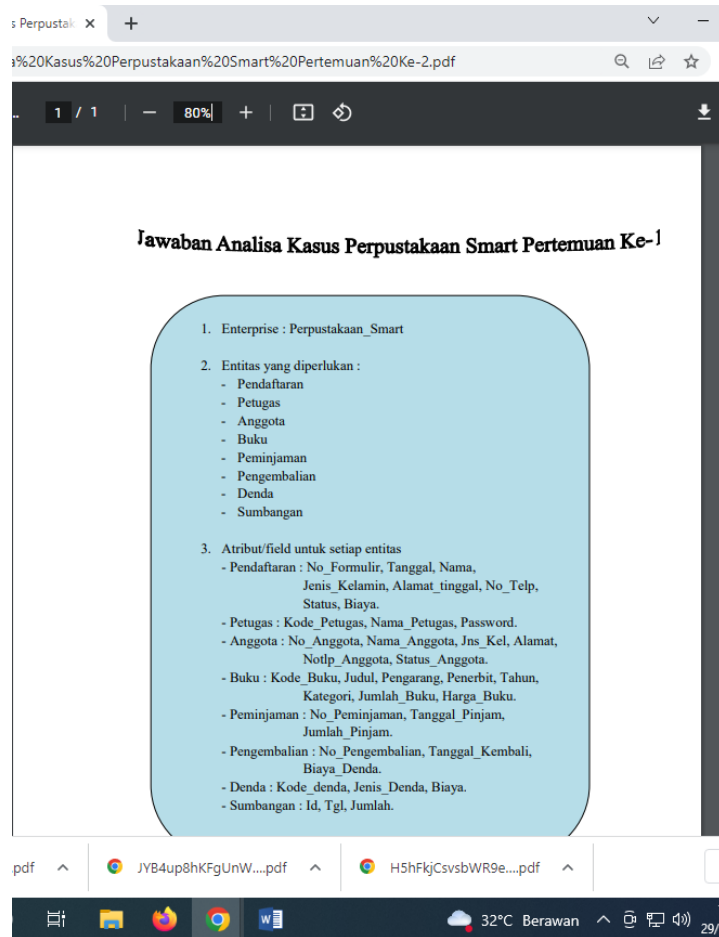 s Perpustak
a%20Kasus%20Perpustakaan%20Smart%20Pertemuan%20Ke-2.pdf
1 / 1 80%
Jawaban Analisa Kasus Perpustakaan Smart Pertemuan Ke-1
1. Enterprise : Perpustakaan_Smart
2. Entitas yang diperlukan :
- Pendaftaran
- Petugas
- Anggota
- Buku
- Peminjaman
- Pengembalian
- Denda
- Sumbangan
3. Atribut/field untuk setiap entitas
- Pendaftaran : No_Formulir, Tanggal, Nama,
Jenis_Kelamin, Alamat_tinggal, No_Telp,
Status, Biaya.
- Petugas : Kode_Petugas, Nama_Petugas, Password.
- Anggota : No_Anggota, Nama_Anggota, Jns_Kel, Alamat,
Notlp_Anggota, Status_Anggota.
- Buku : Kode_Buku, Judul, Pengarang, Penerbit, Tahun,
Kategori, Jumlah_Buku, Harga_Buku.
- Peminjaman : No_Peminjaman, Tanggal_Pinjam,
Jumlah_Pinjam.
- Pengembalian : No_Pengembalian, Tanggal_Kembali,
Biaya_Denda.
- Denda : Kode_denda, Jenis_Denda, Biaya.
- Sumbangan : Id, Tgl, Jumlah.
.pdf JYB4up8hKFgUnW....pdf H5hFkjCsvsbWR9e....pdf
32°C Berawan 29/